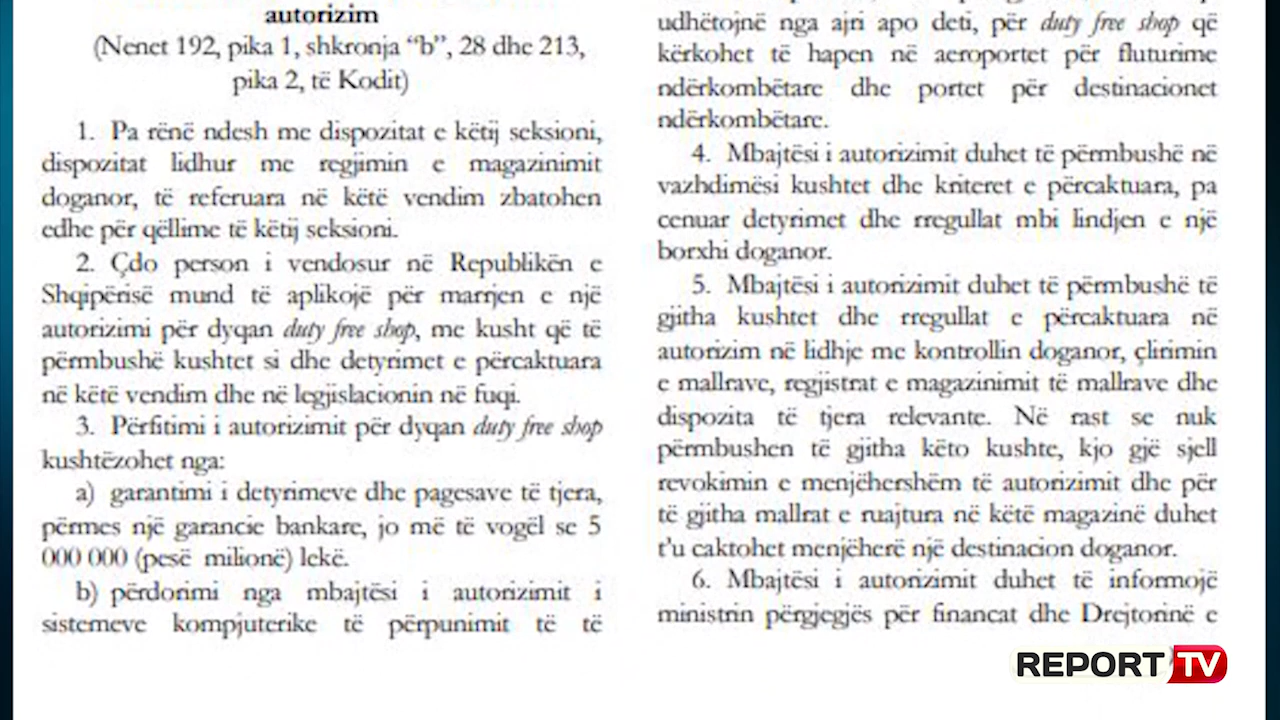 autorizim
(Nenet 192, pika 1, shkronja “b”, 28 dhe 213,
pika 2, të Kodit)
1. Pa rënë ndesh me dispozitat e këtij seksioni,
dispozitat lidhur me regjimin e magazinimit
doganor, të referuara në këtë vendim zbatohen
edhe për qëllime të këtij seksioni.
2. Çdo person i vendosur në Republikën e
Shqipërisë mund të aplikojë për marrjen e një
autorizimi për dyqan duty free shop, me kusht që të
përmbushë kushtet si dhe detyrimet e përcaktuara
në këtë vendim dhe në legjislacionin në fuqi.
3. Përfitimi i autorizimit për dyqan duty free shop
kushtëzohet nga:
a) garantimi i detyrimeve dhe pagesave të tjera,
përmes një garancie bankare, jo më të vogël se 5
000 000 (pesë milionë) lekë.
b) përdorimi nga mbajtësi i autorizimit i
sistemeve kompjuterike të përpunimit të të
udhëtojnë nga ajri apo deti, për duty free shop që
kërkohet të hapen në aeroportet për fluturime
ndërkombëtare dhe portet për destinacionet
ndërkombëtare.
4. Mbajtësi i autorizimit duhet të përmbushë në
vazhdimësi kushtet dhe kriteret e përcaktuara, pa
cenuar detyrimet dhe rregullat mbi lindjen e një
borxhi doganor.
5. Mbajtësi i autorizimit duhet të përmbushë të
gjitha kushtet dhe rregullat e përcaktuara në
autorizim në lidhje me kontrollin doganor, çlirimin
e mallrave, regjistrat e magazinimit të mallrave dhe
dispozita të tjera relevante. Në rast se nuk
përmbushen të gjitha këto kushte, kjo gjë sjell
revokimin e menjëhershëm të autorizimit dhe për
të gjitha mallrat e ruajtura në këtë magazinë duhet
t’u caktohet menjëherë një destinacion doganor.
6. Mbajtësi i autorizimit duhet të informojë
ministrin përgjegjës për financat dhe Drejtorinë e
REPORT TV